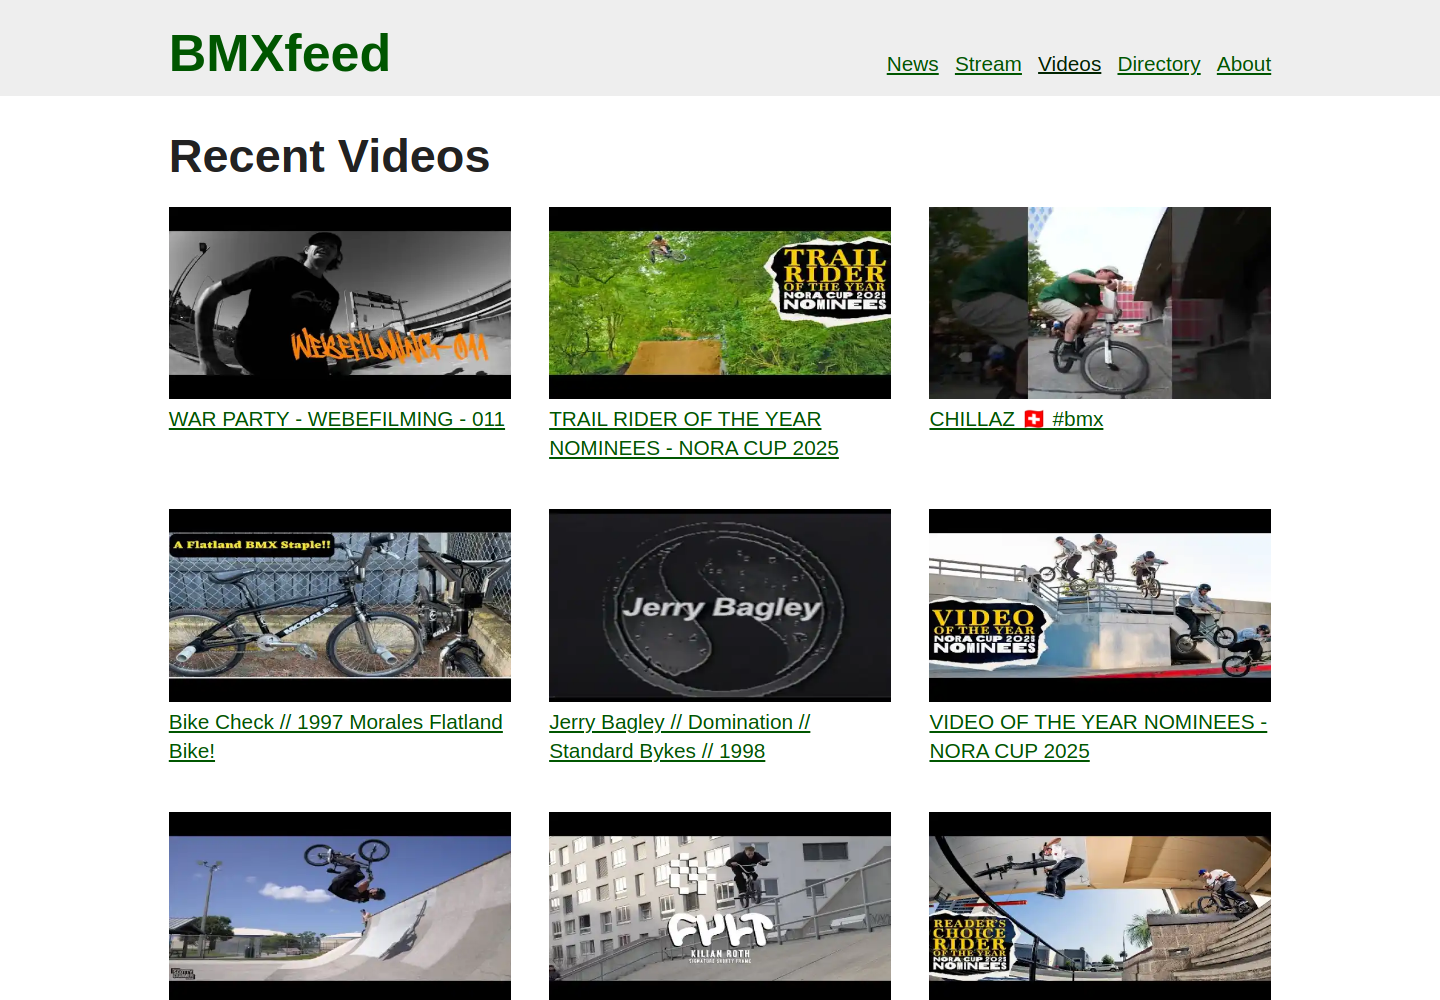 BMXfeed
News Stream Videos Directory About
Recent Videos
WEBEFILMING - 011
TRAIL
RIDER
OF THE YEAR
NORA CUP 2025
NOMINEES
WAR PARTY - WEBEFILMING - 011
TRAIL RIDER OF THE YEAR
NOMINEES - NORA CUP 2025
CHILLAZ 🇨🇭 #bmx
A Flatland BMX Staple!!
MORALES
Jerry Bagley
VIDEO
OF THE YEAR
NORA CUP 2025
NOMINEES
Bike Check // 1997 Morales Flatland
Bike!
Jerry Bagley // Domination //
Standard Bykes // 1998
VIDEO OF THE YEAR NOMINEES -
NORA CUP 2025
CULT
KILIAN ROTH
SIGNATURE SHORTY FRAME
READER'S
CHOICE
RIDER
OF THE YEAR
NORA CUP 2025
NOMINEES